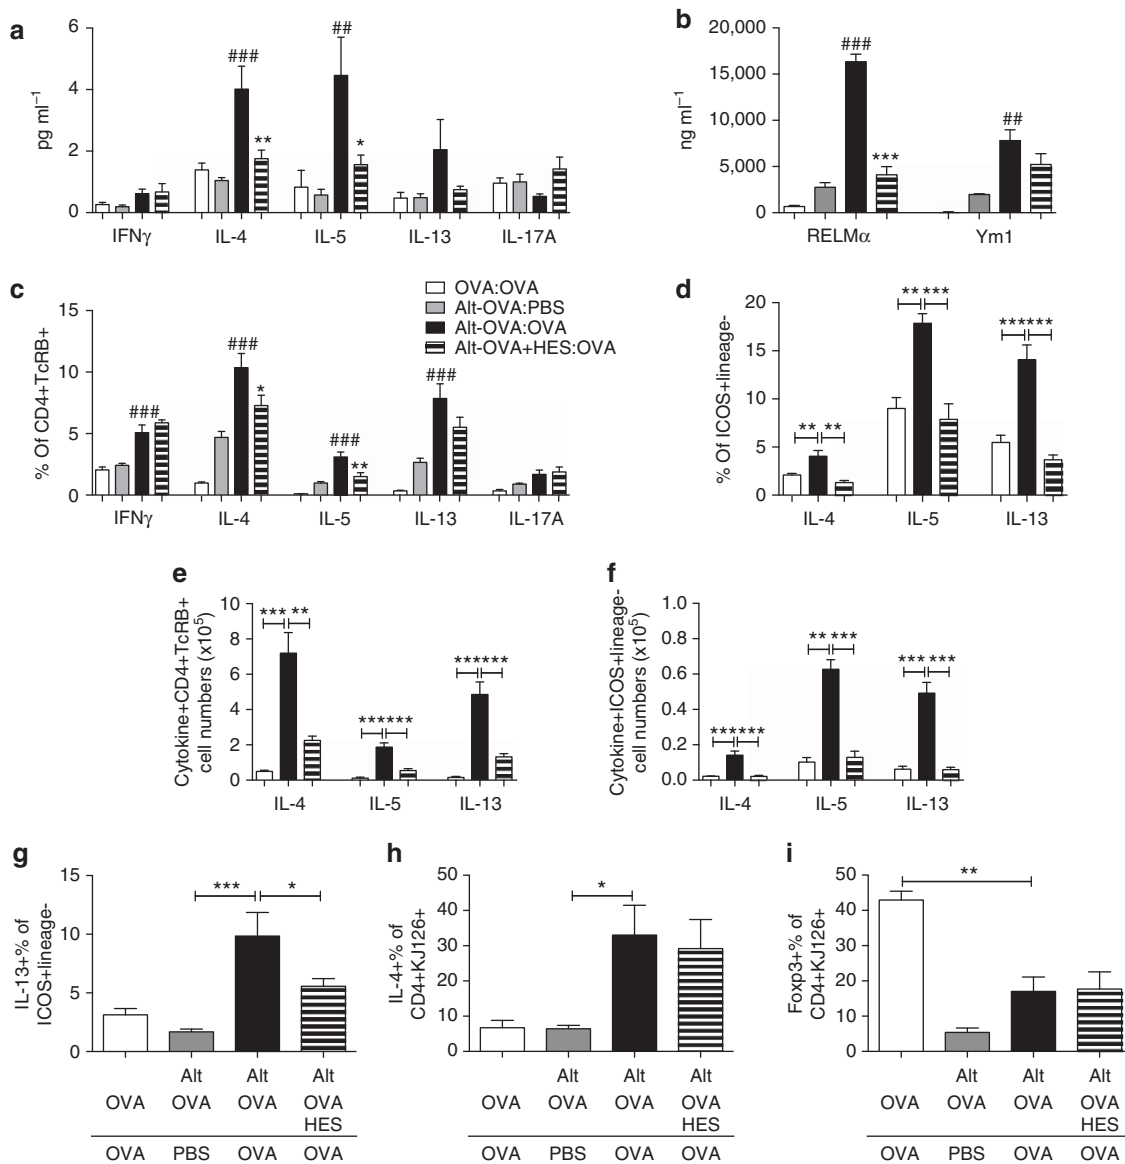 a
6
4
2
0
pg ml⁻¹
###
**
##
*
IFNγ IL-4 IL-5 IL-13 IL-17A
b
20,000
15,000
10,000
5,000
0
ng ml⁻¹
###
***
##
RELMα Ym1
c
OVA:OVA
Alt-OVA:PBS
Alt-OVA:OVA
Alt-OVA+HES:OVA
15
10
5
0
% Of CD4+TcRB+
###
###
*
###
**
###
IFNγ IL-4 IL-5 IL-13 IL-17A
d
20
15
10
5
0
% Of ICOS+lineage-
** **
** ***
*** ***
IL-4 IL-5 IL-13
e
10
8
6
4
2
0
Cytokine+CD4+TcRB+
cell numbers (x10⁵)
*** **
*** ***
*** ***
IL-4 IL-5 IL-13
f
1.0
0.8
0.6
0.4
0.2
0.0
Cytokine+ICOS+lineage-
cell numbers (x10⁵)
*** ***
** ***
*** ***
IL-4 IL-5 IL-13
g
15
10
5
0
IL-13+% of
ICOS+lineage-
*** *
Alt Alt Alt
OVA OVA OVA OVA
HES
OVA PBS OVA OVA
h
50
40
30
20
10
0
IL-4+% of
CD4+KJ126+
*
Alt Alt Alt
OVA OVA OVA OVA
HES
OVA PBS OVA OVA
i
50
40
30
20
10
0
Foxp3+% of
CD4+KJ126+
**
Alt Alt Alt
OVA OVA OVA OVA
HES
OVA PBS OVA OVA